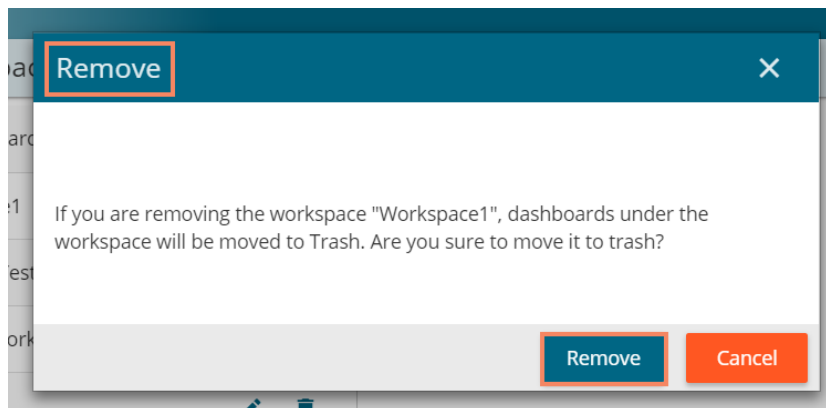 Remove
If you are removing the workspace "Workspace1", dashboards under the
workspace will be moved to Trash. Are you sure to move it to trash?
Remove
Cancel